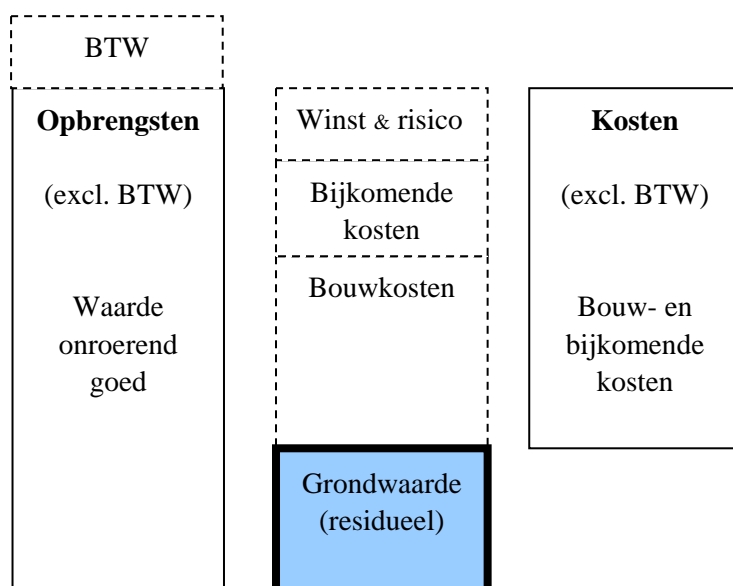 BTW
Opbrengsten
(excl. BTW)
Waarde
onroerend
goed
Winst & risico
Bijkomende
kosten
Bouwkosten
Grondwaarde
(residueel)
Kosten
(excl. BTW)
Bouw- en
bijkomende
kosten